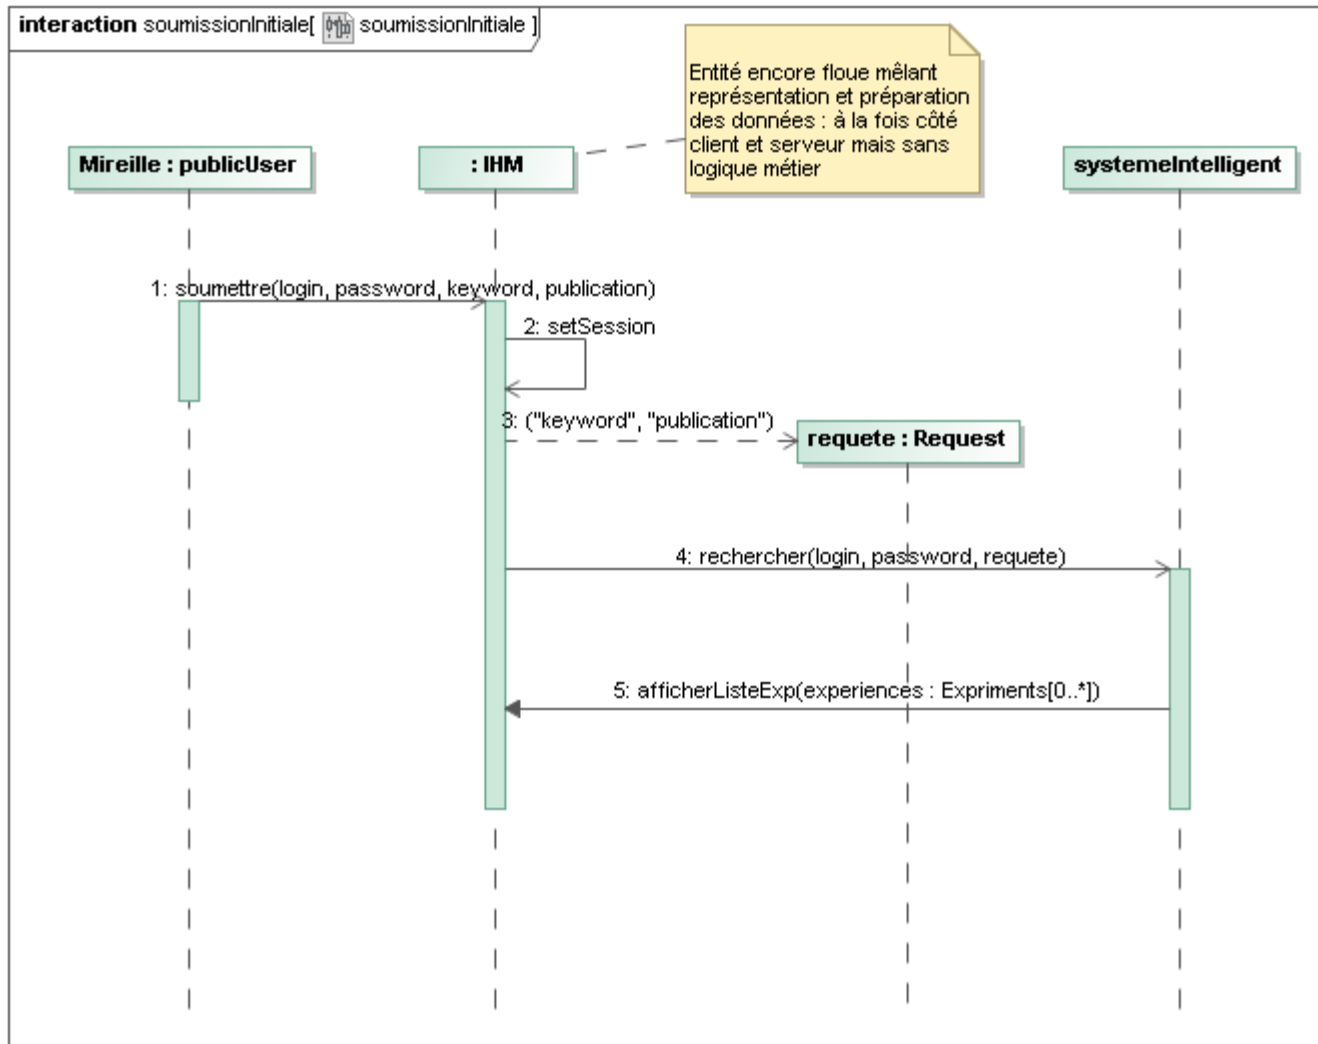 interaction soumissionInitiale[ soumissionInitiale ]
Entité encore floue mêlant
représentation et préparation
des données : à la fois côté
client et serveur mais sans
logique métier
Mireille : publicUser
: IHM
systemeIntelligent
1: soumettre(login, password, keyword, publication)
2: setSession
3: ("keyword", "publication")
requete : Request
4: rechercher(login, password, requete)
5: afficherListeExp(experiences : Expriments[0..*])